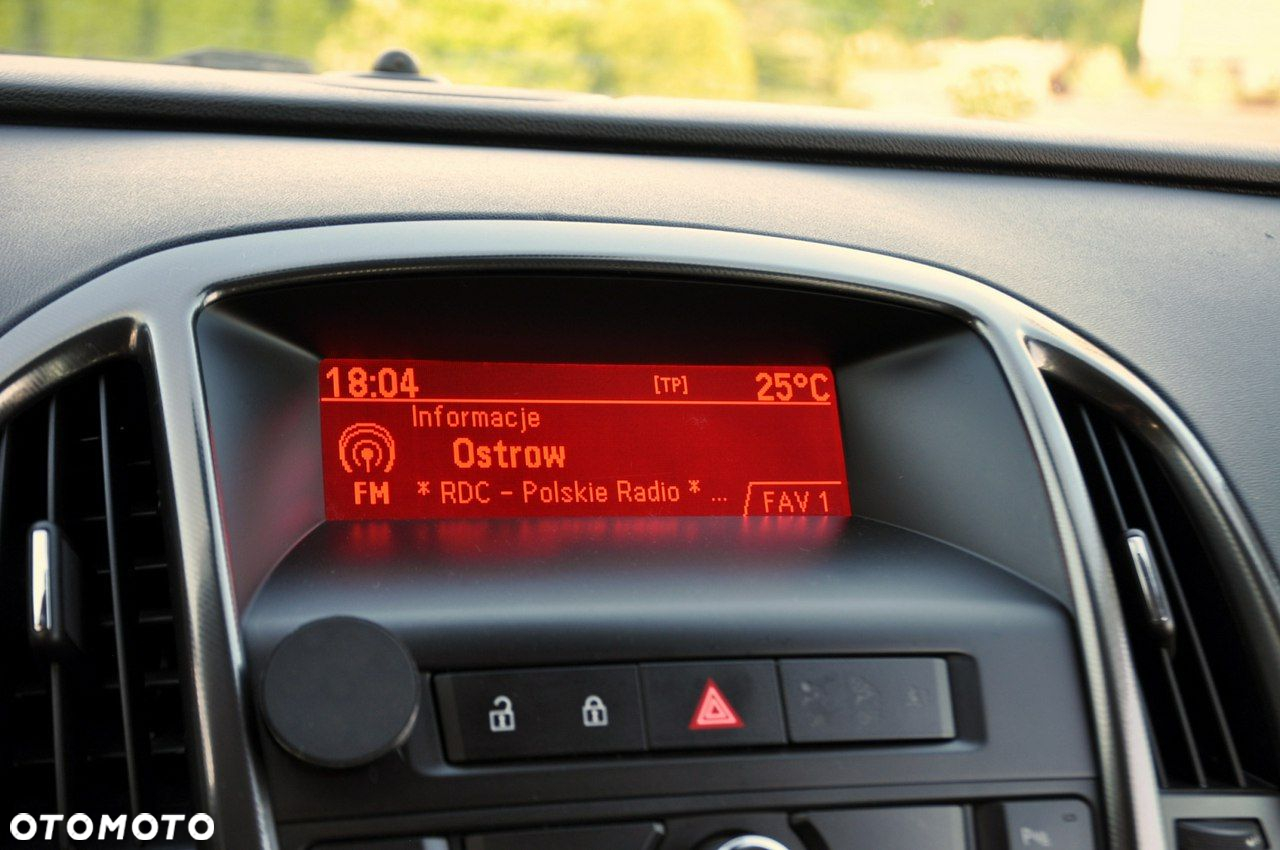 18:04 [TP] 25°C
Informacje
Ostrow
FM * RDC - Polskie Radio * ... FAV 1
OTOMOTO